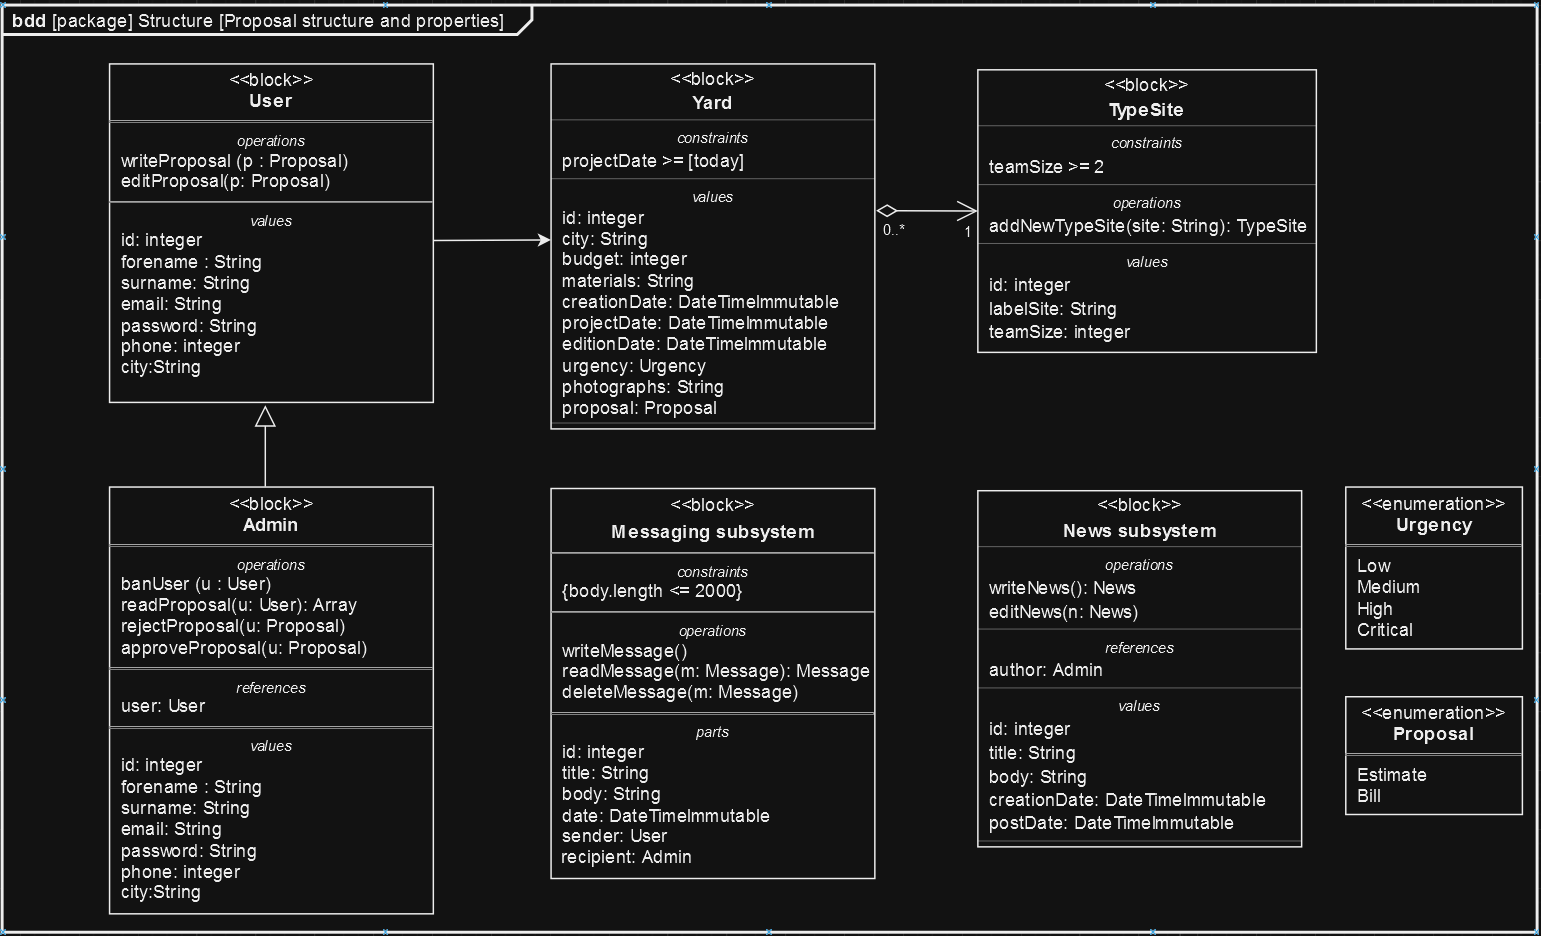 bdd [package] Structure [Proposal structure and properties]
<<block>>
User
operations
writeProposal (p : Proposal)
editProposal(p: Proposal)
values
id: integer
forename : String
surname: String
email: String
password: String
phone: integer
city:String
<<block>>
Yard
constraints
projectDate >= [today]
values
id: integer
city: String
budget: integer
materials: String
creationDate: DateTimeImmutable
projectDate: DateTimeImmutable
editionDate: DateTimeImmutable
urgency: Urgency
photographs: String
proposal: Proposal
0..*
1
<<block>>
TypeSite
constraints
teamSize >= 2
operations
addNewTypeSite(site: String): TypeSite
values
id: integer
labelSite: String
teamSize: integer
<<block>>
Admin
operations
banUser (u : User)
readProposal(u: User): Array
rejectProposal(u: Proposal)
approveProposal(u: Proposal)
references
user: User
values
id: integer
forename : String
surname: String
email: String
password: String
phone: integer
city:String
<<block>>
Messaging subsystem
constraints
{body.length <= 2000}
operations
writeMessage()
readMessage(m: Message): Message
deleteMessage(m: Message)
parts
id: integer
title: String
body: String
date: DateTimeImmutable
sender: User
recipient: Admin
<<block>>
News subsystem
operations
writeNews(): News
editNews(n: News)
references
author: Admin
values
id: integer
title: String
body: String
creationDate: DateTimeImmutable
postDate: DateTimeImmutable
<<enumeration>>
Urgency
Low
Medium
High
Critical
<<enumeration>>
Proposal
Estimate
Bill